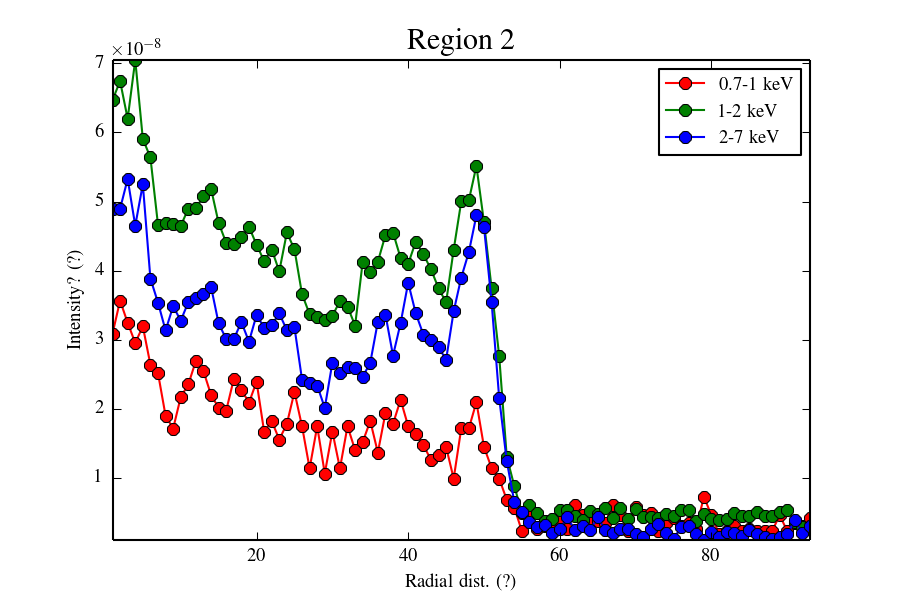 Region 2
×10⁻⁸
7
6
5
4
3
2
1
Intensity? (?)
0.7-1 keV
1-2 keV
2-7 keV
20 40 60 80
Radial dist. (?)